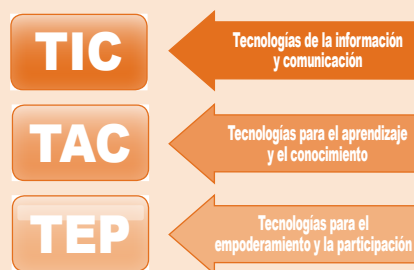 TIC
Tecnologías de la información
y comunicación
TAC
Tecnologías para el aprendizaje
y el conocimiento
TEP
Tecnologías para el
empoderamiento y la participación